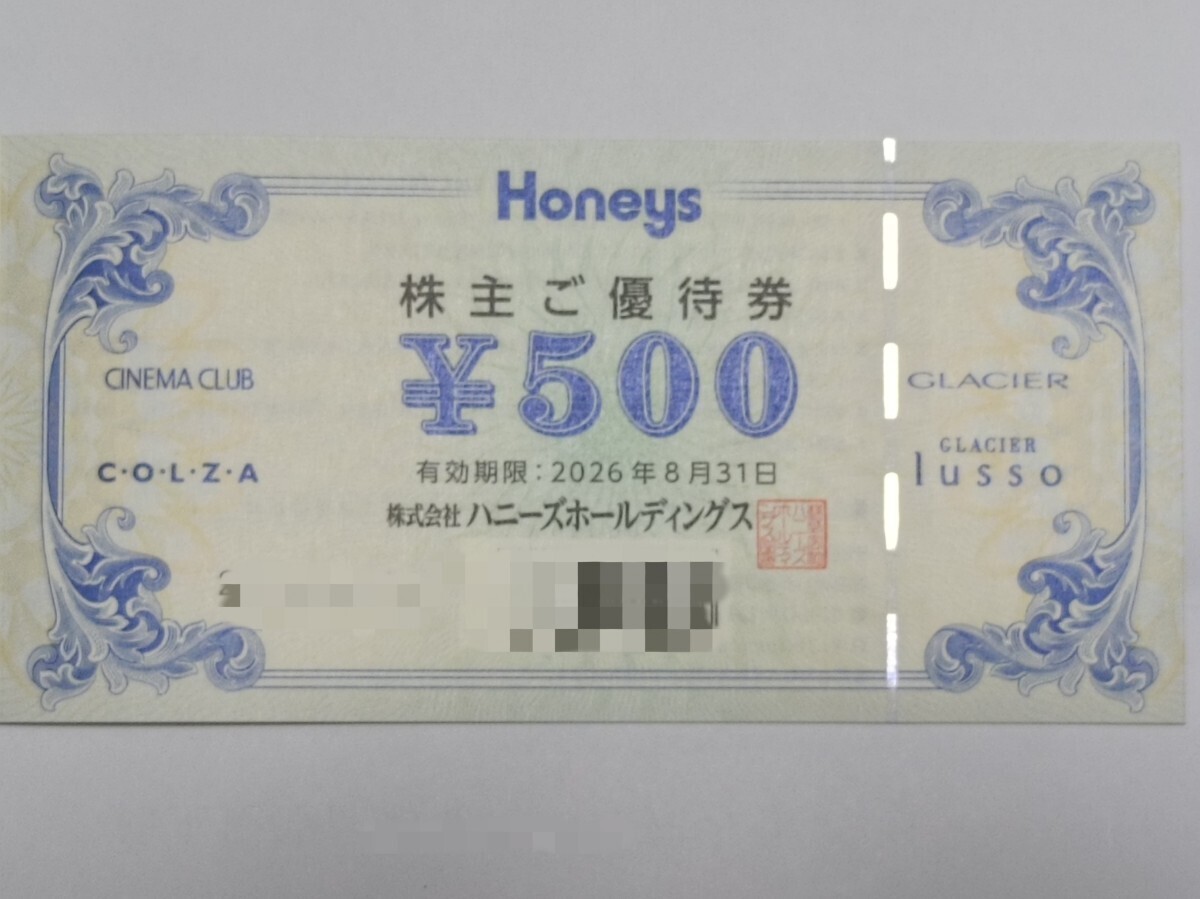 Honeys
株主ご優待券
¥500
CINEMA CLUB
C・O・L・Z・A
GLACIER
GLACIER
lusso
有効期限：2026年8月31日
株式会社ハニーズホールディングス